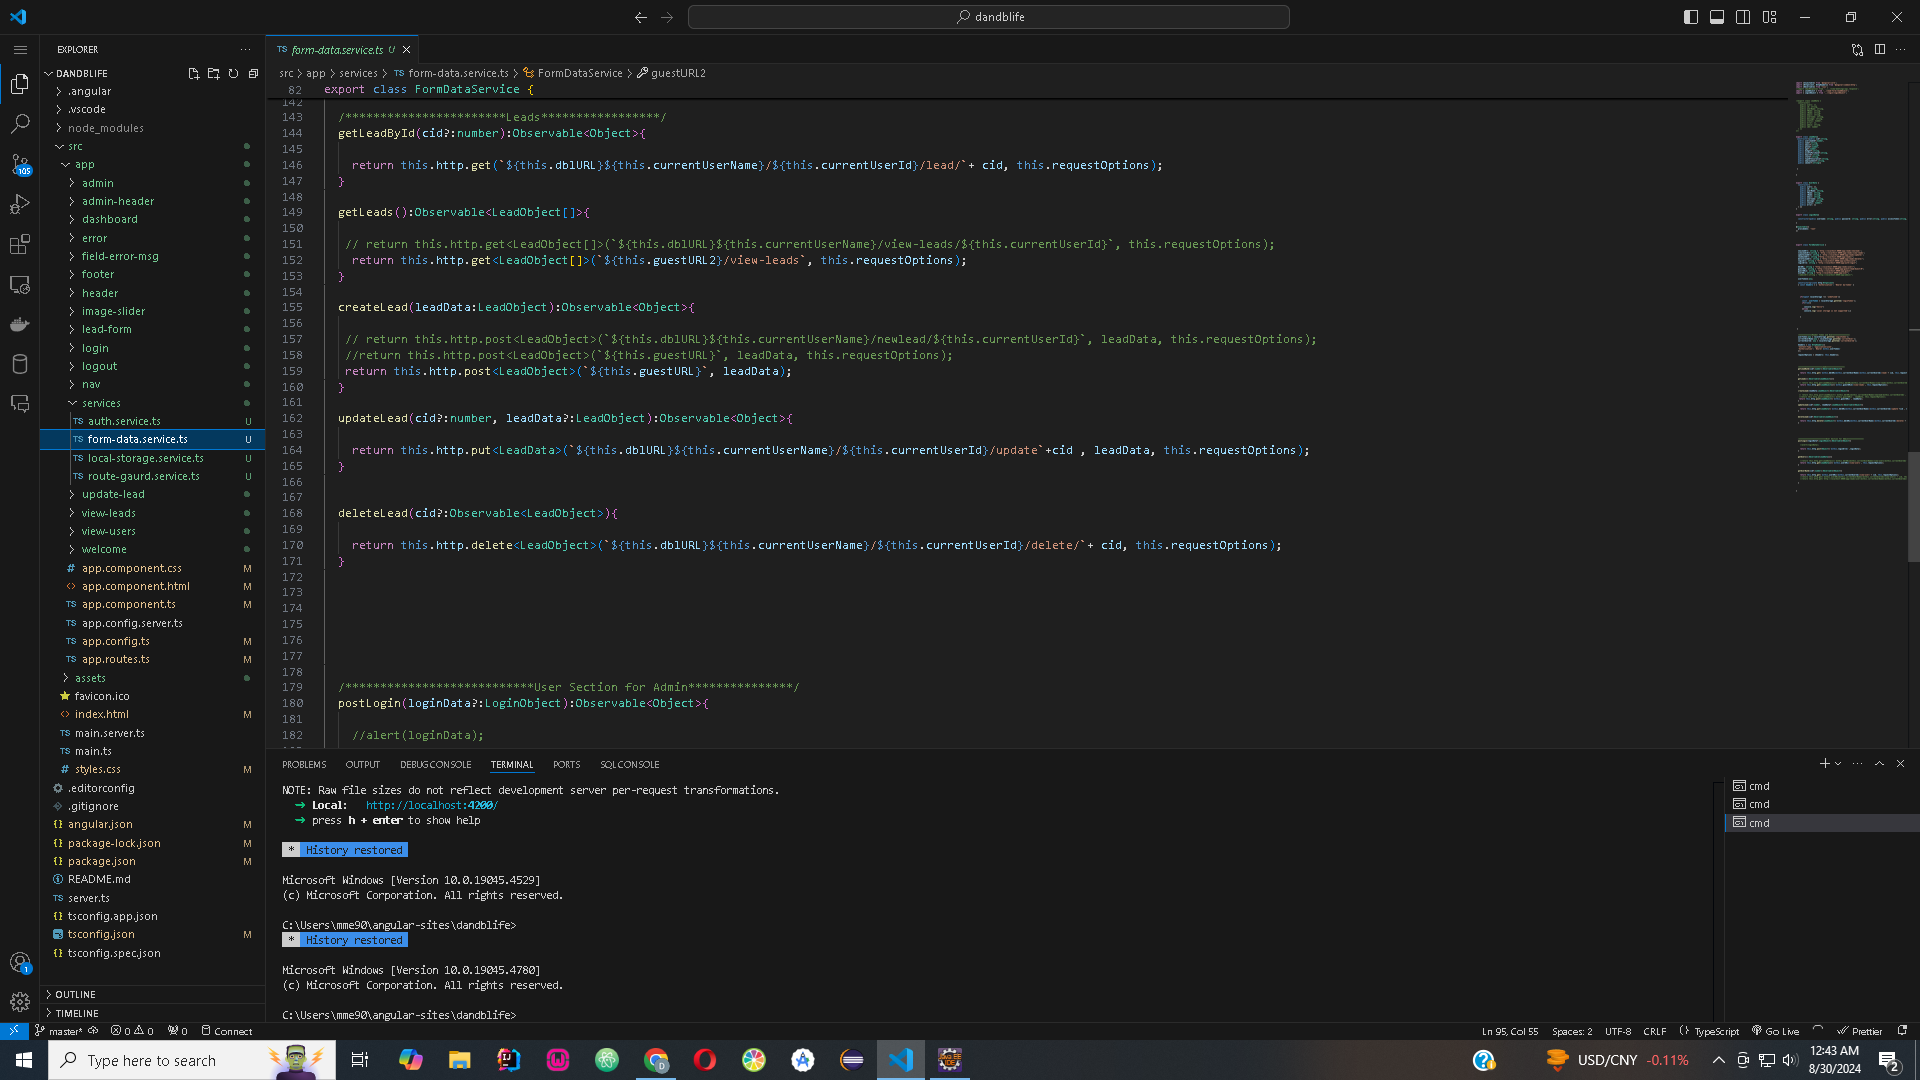 dandblife
EXPLORER
DANDBLIFE
.angular
.vscode
node_modules
src
app
admin
admin-header
dashboard
error
field-error-msg
footer
header
image-slider
lead-form
login
logout
nav
services
TS auth.service.ts U
TS form-data.service.ts U
TS local-storage.service.ts U
TS route-gaurd.service.ts U
update-lead
view-leads
view-users
welcome
# app.component.css M
<> app.component.html M
TS app.component.ts M
TS app.config.server.ts
TS app.config.ts M
TS app.routes.ts M
assets
favicon.ico
<> index.html M
TS main.server.ts
TS main.ts
# styles.css M
.editorconfig
.gitignore
{} angular.json M
{} package-lock.json M
{} package.json M
README.md
TS server.ts
{} tsconfig.app.json
tsconfig.json M
{} tsconfig.spec.json
OUTLINE
TIMELINE
105
1
TS form-data.service.ts U
src > app > services > TS form-data.service.ts > FormDataService > guestURL2
82 export class FormDataService {
142
143 /***********************Leads*****************/
144 getLeadById(cid?:number):Observable<Object>{
145
146 return this.http.get(`${this.dblURL}${this.currentUserName}/${this.currentUserId}/lead/`+ cid, this.requestOptions);
147 }
148
149 getLeads():Observable<LeadObject[]>{
150
151 // return this.http.get<LeadObject[]>(`${this.dblURL}${this.currentUserName}/view-leads/${this.currentUserId}`, this.requestOptions);
152 return this.http.get<LeadObject[]>(`${this.guestURL2}/view-leads`, this.requestOptions);
153 }
154
155 createLead(leadData:LeadObject):Observable<Object>{
156
157 // return this.http.post<LeadObject>(`${this.dblURL}${this.currentUserName}/newlead/${this.currentUserId}`, leadData, this.requestOptions);
158 //return this.http.post<LeadObject>(`${this.guestURL}`, leadData, this.requestOptions);
159 return this.http.post<LeadObject>(`${this.guestURL}`, leadData);
160 }
161
162 updateLead(cid?:number, leadData?:LeadObject):Observable<Object>{
163
164 return this.http.put<LeadData>(`${this.dblURL}${this.currentUserName}/${this.currentUserId}/update`+cid , leadData, this.requestOptions);
165 }
166
167
168 deleteLead(cid?:Observable<LeadObject>){
169
170 return this.http.delete<LeadObject>(`${this.dblURL}${this.currentUserName}/${this.currentUserId}/delete/`+ cid, this.requestOptions);
171 }
172
173
174
175
176
177
178
179 /***************************User Section for Admin***************/
180 postLogin(loginData?:LoginObject):Observable<Object>{
181
182 //alert(loginData);
PROBLEMS OUTPUT DEBUG CONSOLE TERMINAL PORTS SQL CONSOLE
NOTE: Raw file sizes do not reflect development server per-request transformations.
➜ Local: http://localhost:4200/
➜ press h + enter to show help
* History restored
Microsoft Windows [Version 10.0.19045.4529]
(c) Microsoft Corporation. All rights reserved.
C:\Users\mme90\angular-sites\dandblife>
* History restored
Microsoft Windows [Version 10.0.19045.4780]
(c) Microsoft Corporation. All rights reserved.
C:\Users\mme90\angular-sites\dandblife>
cmd
cmd
cmd
master* 0 0 0 Connect
Ln 95, Col 55 Spaces: 2 UTF-8 CRLF {} TypeScript Go Live Prettier
Type here to search
USD/CNY -0.11%
12:43 AM
8/30/2024
2